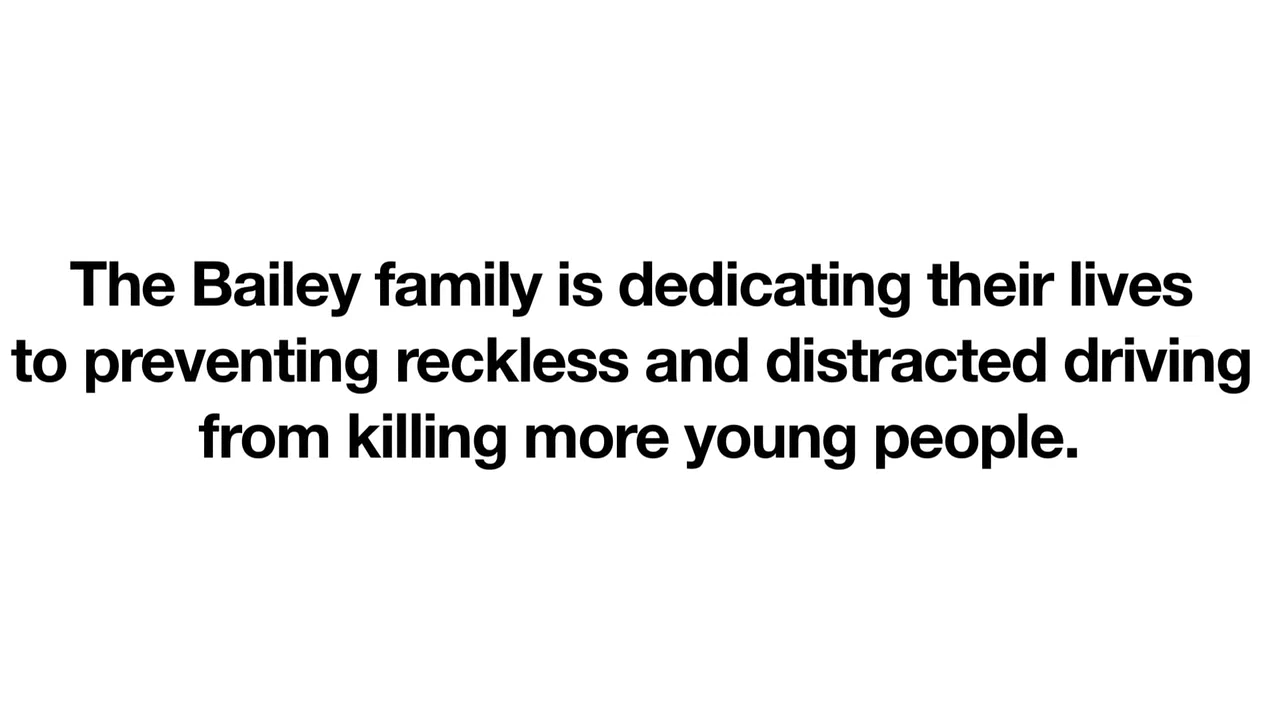 The Bailey family is dedicating their lives
to preventing reckless and distracted driving
from killing more young people.